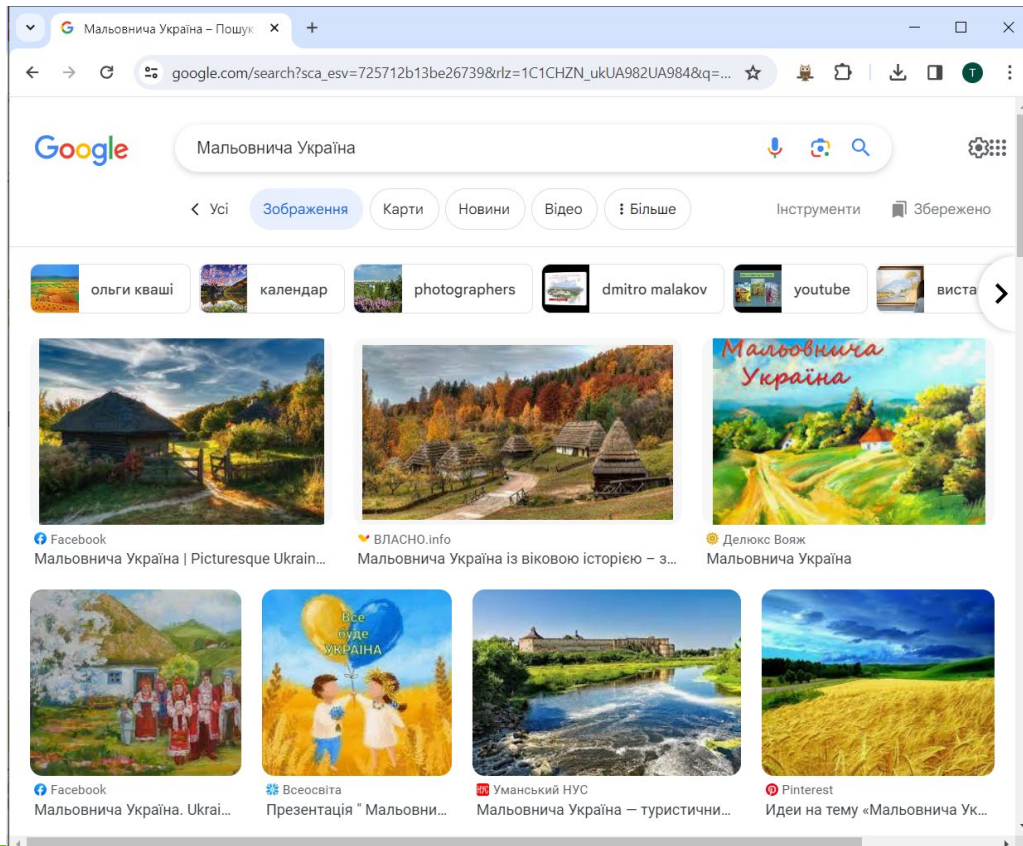 Мальовнича Україна – Пошук
google.com/search?sca_esv=725712b13be26739&rlz=1C1CHZN_ukUA982UA984&q=...
T
Google
Мальовнича Україна
Усі
Зображення
Карти
Новини
Відео
Більше
Інструменти
Збережено
ольги кваші
календар
photographers
dmitro malakov
youtube
виста
Мальовнича
Україна
Facebook
Мальовнича Україна | Picturesque Ukrain...
ВЛАСНО.info
Мальовнича Україна із віковою історією – з...
Делюкс Вояж
Мальовнича Україна
Все
буде
УКРАЇНА
Facebook
Мальовнича Україна. Ukrai...
Всеосвіта
Презентація " Мальовни...
Уманський НУС
Мальовнича Україна — туристични...
Pinterest
Идеи на тему «Мальовнича Ук...